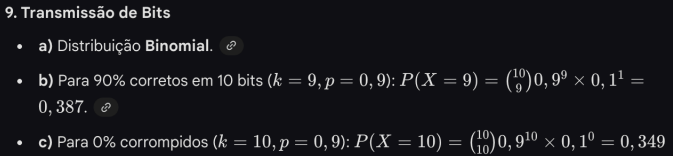 9. Transmissão de Bits
• a) Distribuição Binomial.
• b) Para 90% corretos em 10 bits (k = 9, p = 0, 9): P(X = 9) = \binom{10}{9}0, 9^9 × 0, 1^1 =
0, 387.
• c) Para 0% corrompidos (k = 10, p = 0, 9): P(X = 10) = \binom{10}{10}0, 9^{10} × 0, 1^0 = 0, 349